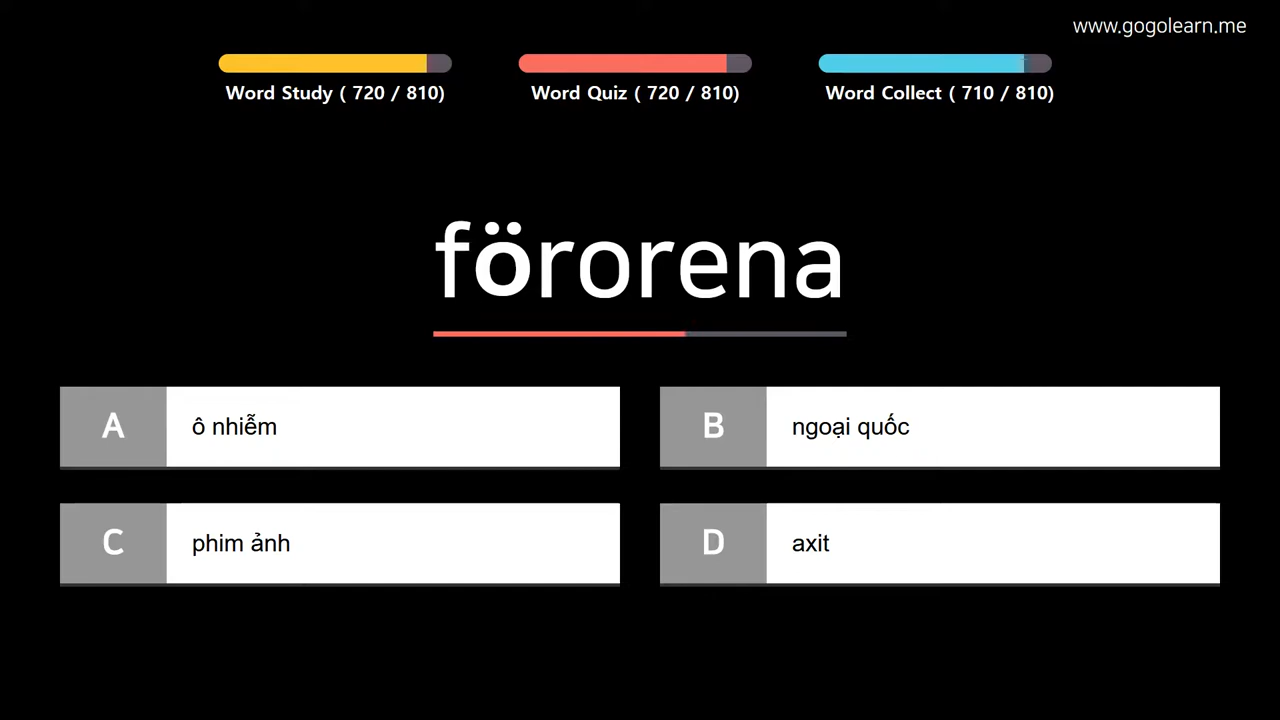 www.gogolearn.me
Word Study ( 720 / 810)
Word Quiz ( 720 / 810)
Word Collect ( 710 / 810)
förorena
A
ô nhiễm
B
ngoại quốc
C
phim ảnh
D
axit